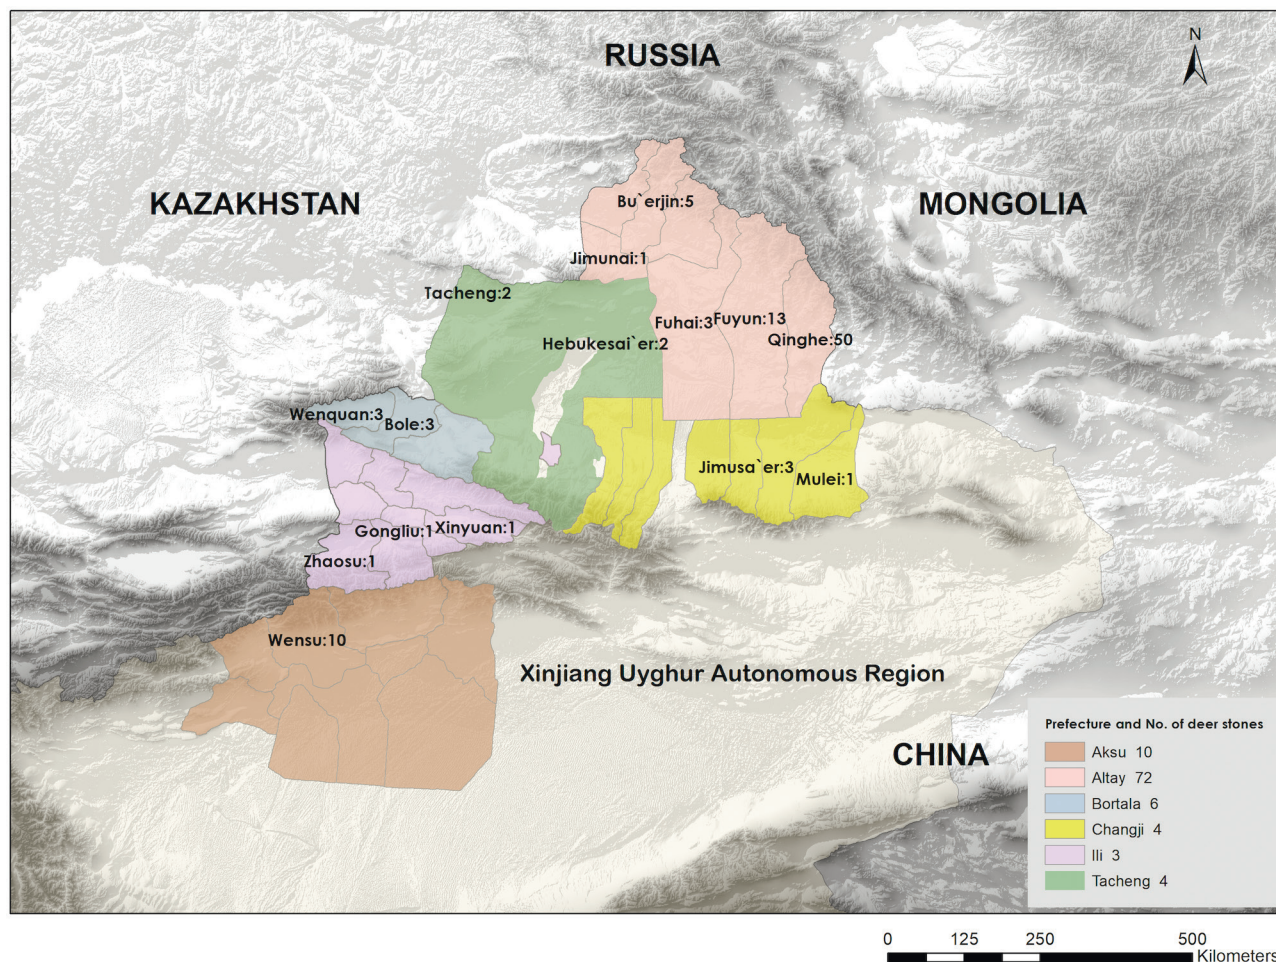 N
RUSSIA
KAZAKHSTAN
MONGOLIA
Bu`erjin:5
Jimunai:1
Tacheng:2
Fuhai:3
Fuyun:13
Qinghe:50
Hebukesai`er:2
Wenquan:3
Bole:3
Jimusa`er:3
Mulei:1
Gongliu:1
Xinyuan:1
Zhaosu:1
Wensu:10
Xinjiang Uyghur Autonomous Region
CHINA
Prefecture and No. of deer stones
Aksu 10
Altay 72
Bortala 6
Changji 4
Ili 3
Tacheng 4
0 125 250 500
Kilometers